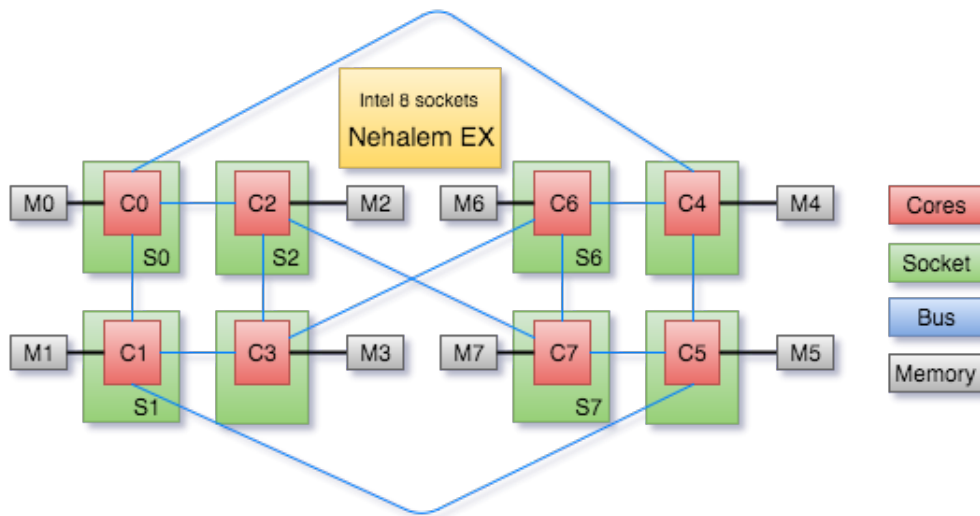 Intel 8 sockets
Nehalem EX
M0
C0
S0
C2
S2
M2
M6
C6
S6
C4
M4
M1
C1
S1
C3
M3
M7
C7
S7
C5
M5
Cores
Socket
Bus
Memory